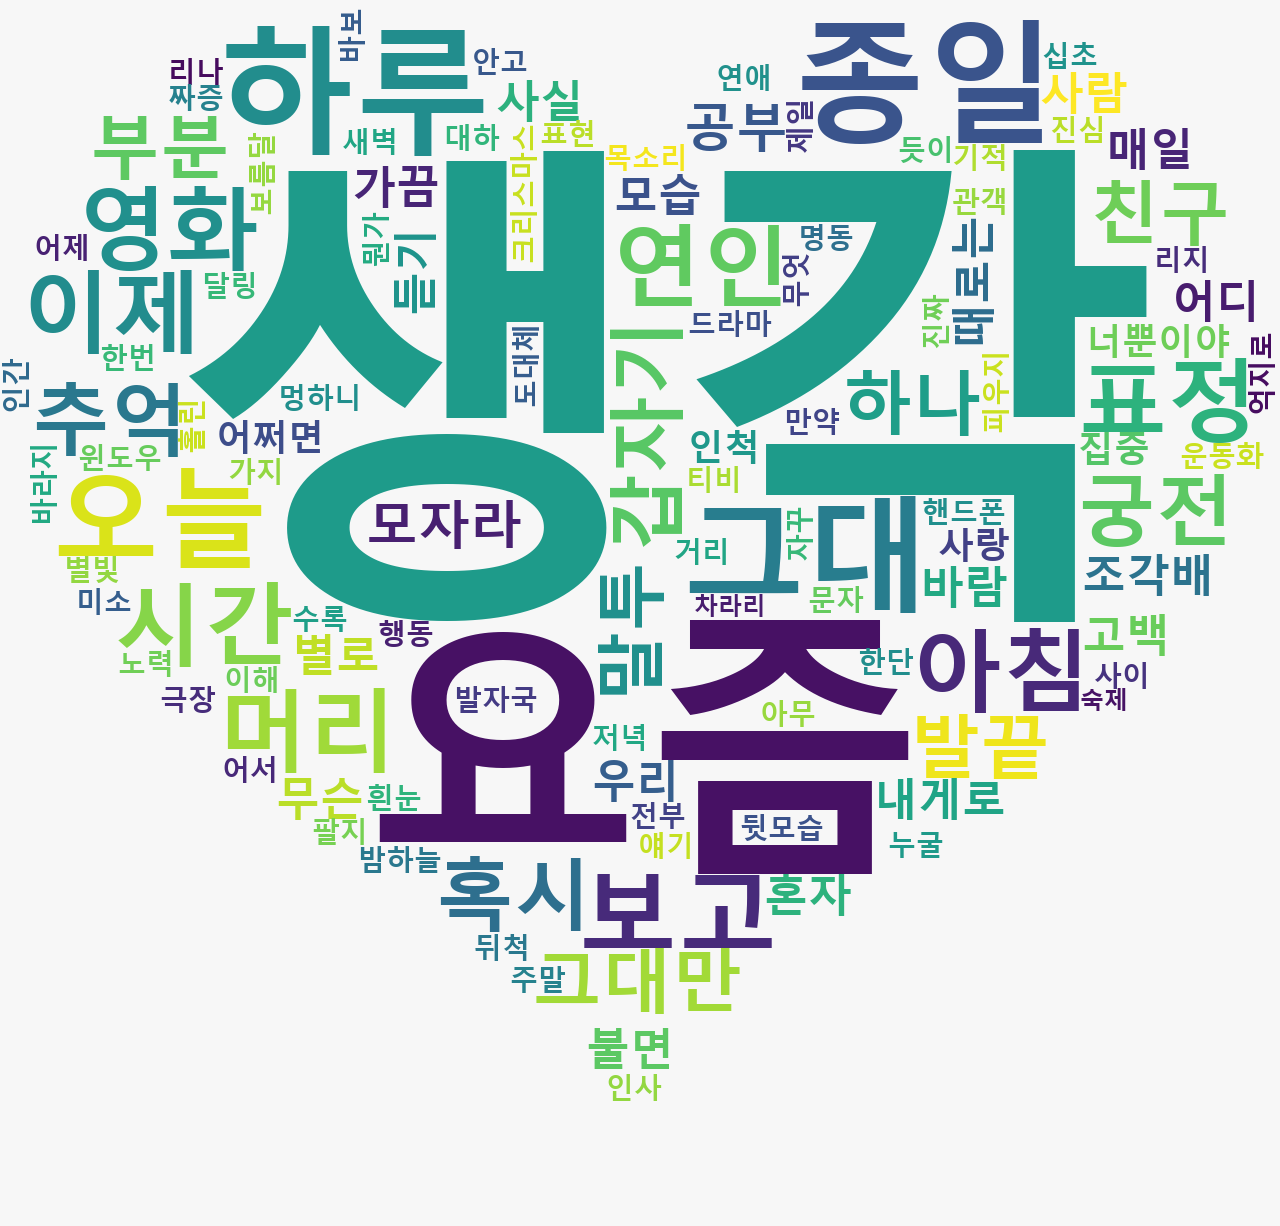 바보
하루
종일
리나
안고
연애
십초
짜증
사실
사람
부분
새벽
대하
크리스마스
표현
공부
제일
진심
보름달
가끔
목소리
듯이
기적
매일
영화
모습
관객
친구
어제
뭔가
듣기
생각
연인
명동
때로는
리지
이제
달링
무엇
어디
한번
도대체
갑자기
드라마
진짜
너뿐이야
억지로
인간
추억
홀린
멍하니
만약
하나
피우지
표정
어쩌면
인척
집중
운동화
바라지
윈도우
가지
티비
오늘
모자라
그대
핸드폰
궁전
자꾸
사랑
별빛
거리
바람
조각배
미소
시간
수록
말투
차라리
문자
행동
별로
고백
노력
이해
요즘
한단
아침
사이
극장
발자국
숙제
머리
아무
발끝
어서
저녁
무슨
흰눈
우리
내게로
팔지
전부
뒷모습
밤하늘
얘기
누굴
혹시
보고
혼자
뒤척
주말
그대만
불면
인사